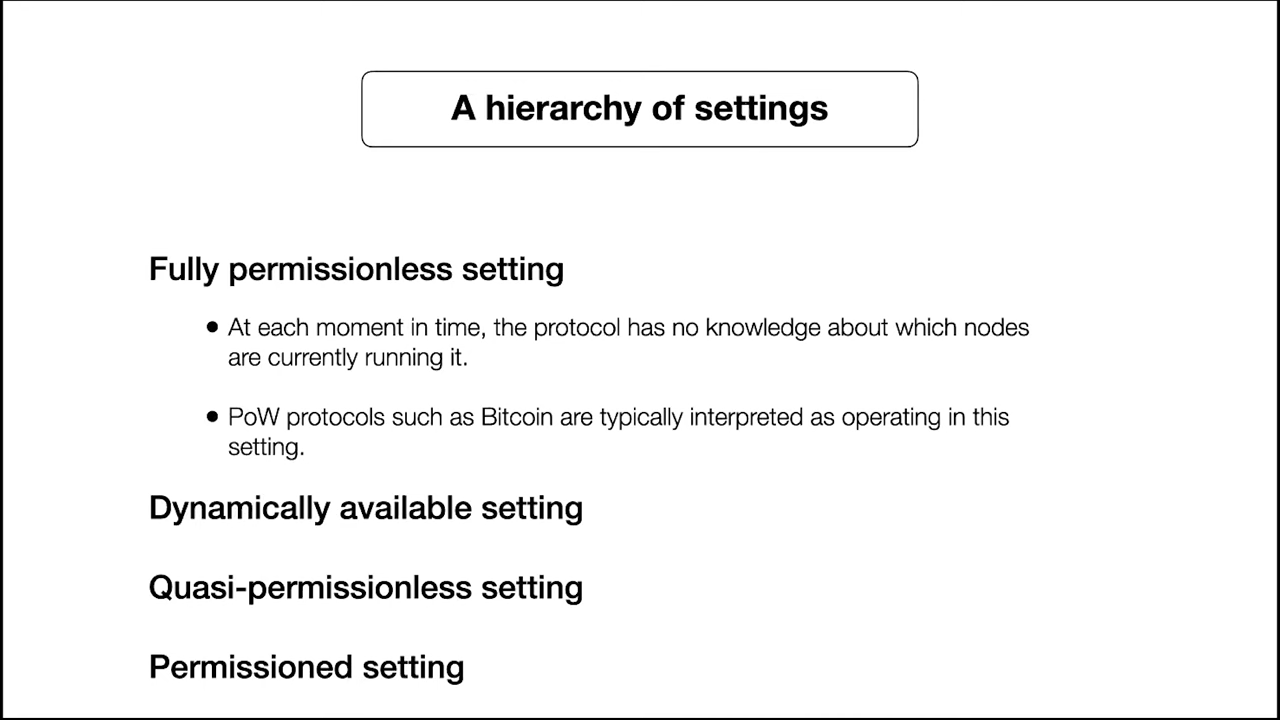 A hierarchy of settings
Fully permissionless setting
● At each moment in time, the protocol has no knowledge about which nodes
are currently running it.
● PoW protocols such as Bitcoin are typically interpreted as operating in this
setting.
Dynamically available setting
Quasi-permissionless setting
Permissioned setting